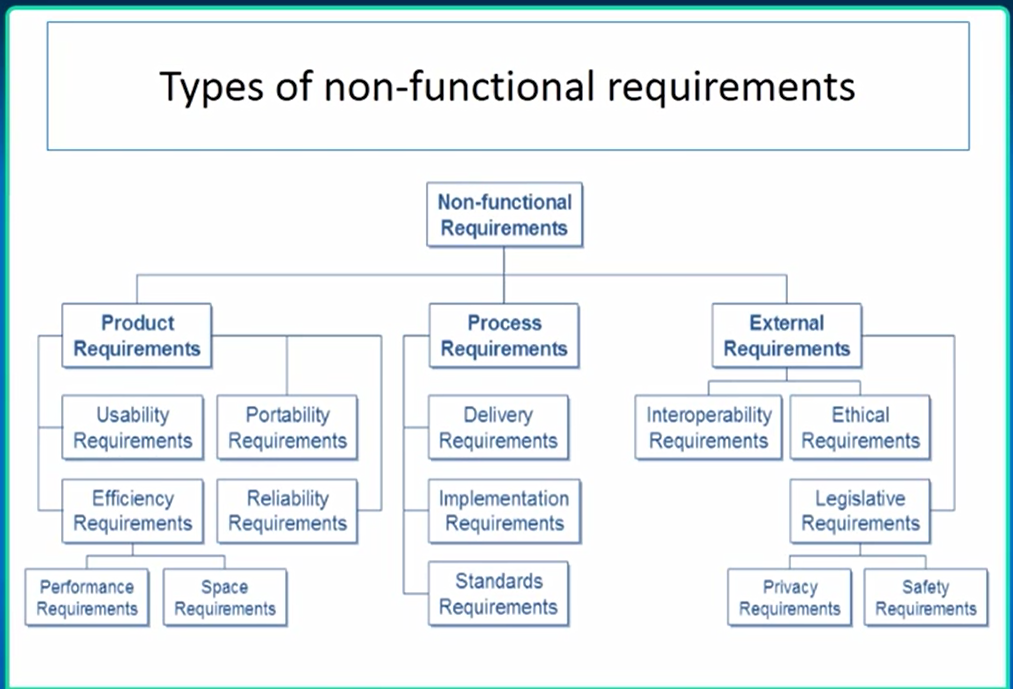 Types of non-functional requirements
Non-functional
Requirements
Product
Requirements
Process
Requirements
External
Requirements
Usability
Requirements
Portability
Requirements
Delivery
Requirements
Interoperability
Requirements
Ethical
Requirements
Efficiency
Requirements
Reliability
Requirements
Implementation
Requirements
Legislative
Requirements
Performance
Requirements
Space
Requirements
Standards
Requirements
Privacy
Requirements
Safety
Requirements